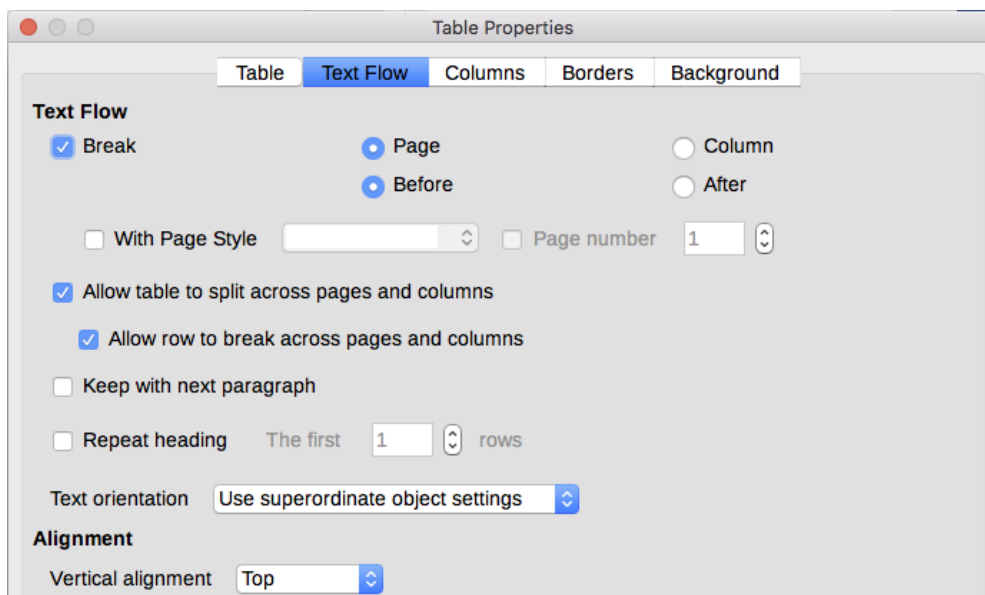 Table Properties
Table Text Flow Columns Borders Background
Text Flow
Break Page Column
Before After
With Page Style Page number 1
Allow table to split across pages and columns
Allow row to break across pages and columns
Keep with next paragraph
Repeat heading The first 1 rows
Text orientation Use superordinate object settings
Alignment
Vertical alignment Top